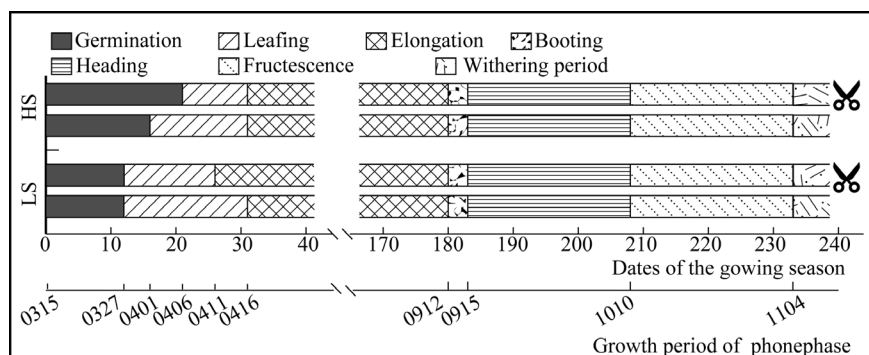 Germination Leafing Elongation Booting
Heading Fructescence Withering period
HS
LS
0 10 20 30 40 170 180 190 200 210 220 230 240
Dates of the gowing season
0315 0327 0401 0406 0411 0416 0912 0915 1010 1104
Growth period of phonephase